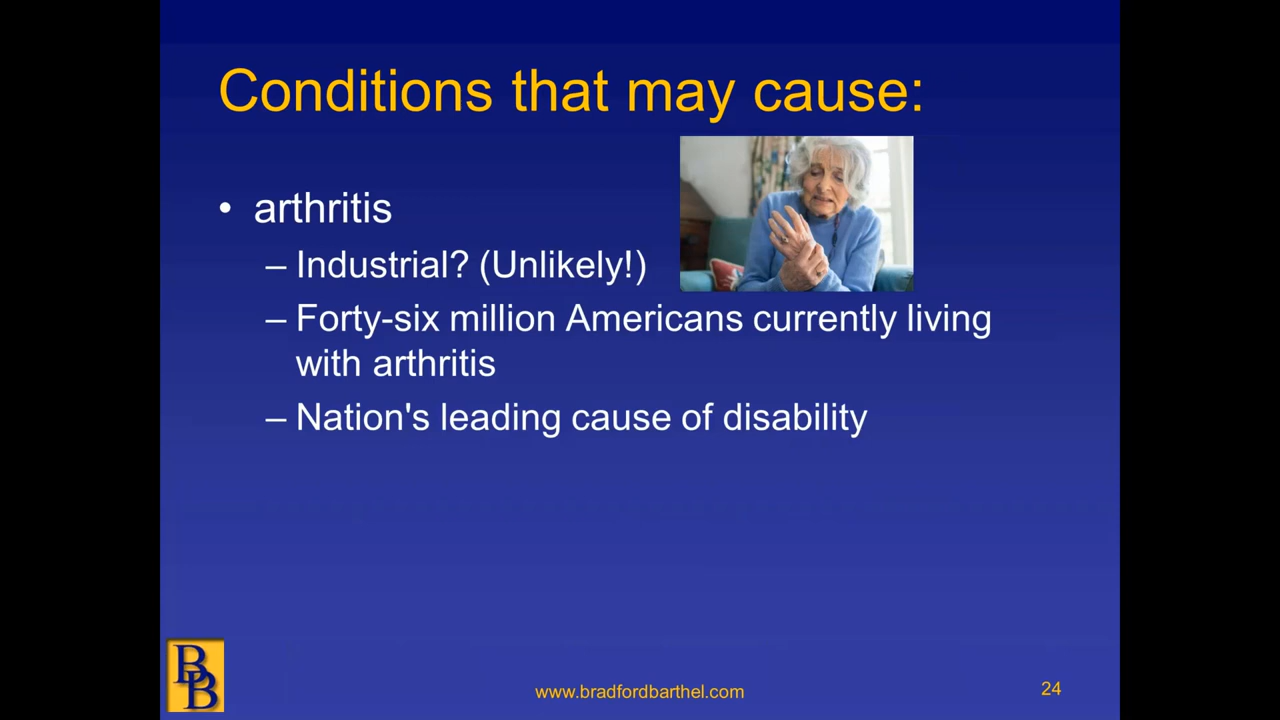 Conditions that may cause:
• arthritis
– Industrial? (Unlikely!)
– Forty-six million Americans currently living
with arthritis
– Nation's leading cause of disability
BB
www.bradfordbarthel.com
24